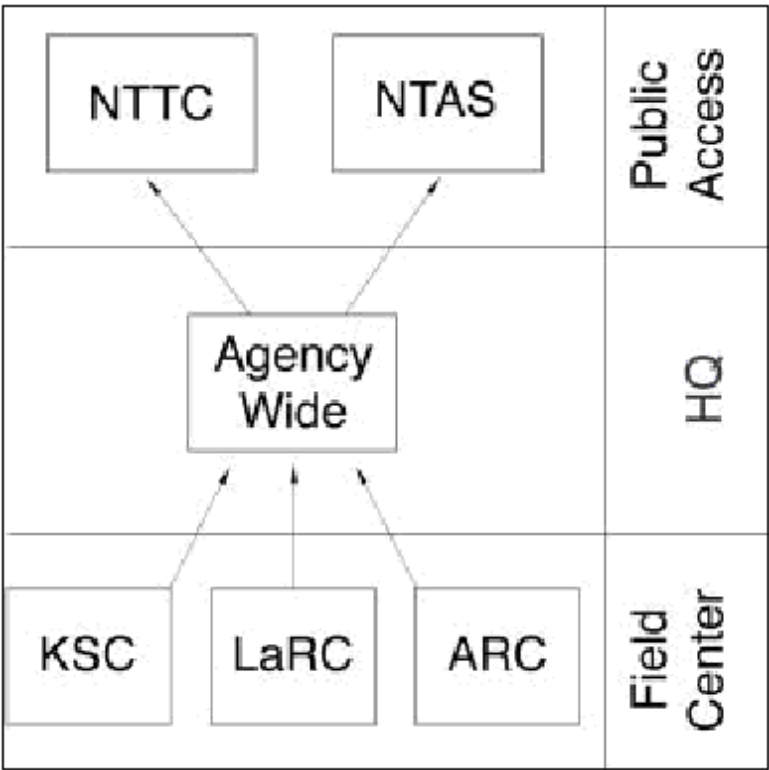 NTTC
NTAS
Public
Access
Agency
Wide
HQ
KSC
LaRC
ARC
Field
Center